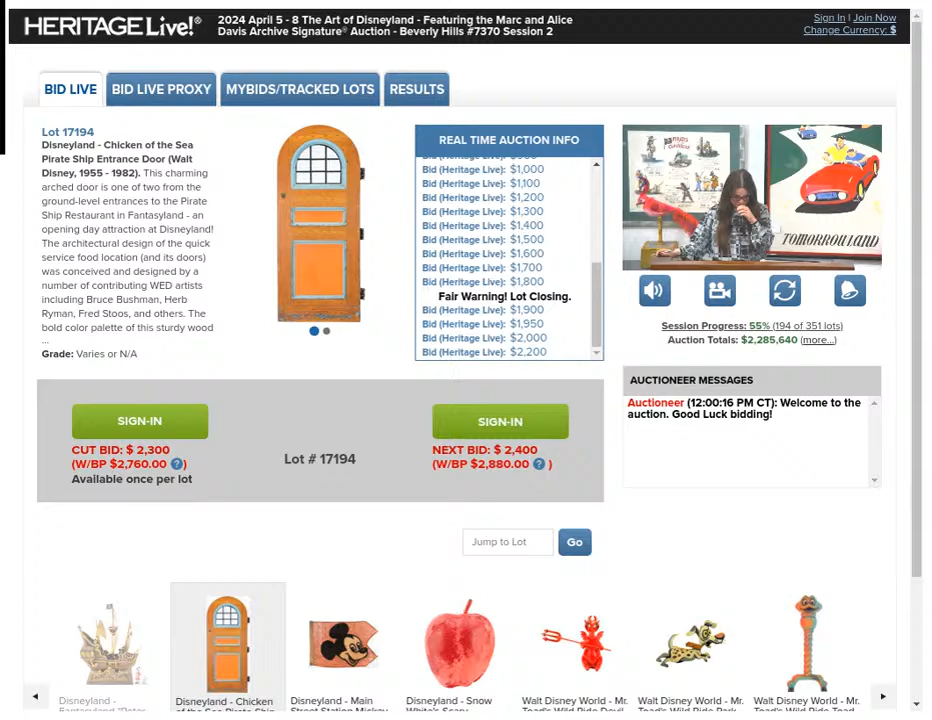 HERITAGE Live!®
2024 April 5 - 8 The Art of Disneyland - Featuring the Marc and Alice
Davis Archive Signature® Auction - Beverly Hills #7370 Session 2
Sign In | Join Now
Change Currency: $
BID LIVE
BID LIVE PROXY
MYBIDS/TRACKED LOTS
RESULTS
Lot 17194
Disneyland - Chicken of the Sea
Pirate Ship Entrance Door (Walt
Disney, 1955 - 1982). This charming
arched door is one of two from the
ground-level entrances to the Pirate
Ship Restaurant in Fantasyland - an
opening day attraction at Disneyland!
The architectural design of the quick
service food location (and its doors)
was conceived and designed by a
number of contributing WED artists
including Bruce Bushman, Herb
Ryman, Fred Stoos, and others. The
bold color palette of this sturdy wood
...
Grade: Varies or N/A
REAL TIME AUCTION INFO
Bid (Heritage Live): $1,000
Bid (Heritage Live): $1,100
Bid (Heritage Live): $1,200
Bid (Heritage Live): $1,300
Bid (Heritage Live): $1,400
Bid (Heritage Live): $1,500
Bid (Heritage Live): $1,600
Bid (Heritage Live): $1,700
Bid (Heritage Live): $1,800
Fair Warning! Lot Closing.
Bid (Heritage Live): $1,900
Bid (Heritage Live): $1,950
Bid (Heritage Live): $2,000
Bid (Heritage Live): $2,200
TOMORROWLAND
Session Progress: 55% (194 of 351 lots)
Auction Totals: $2,285,640 (more...)
AUCTIONEER MESSAGES
Auctioneer (12:00:16 PM CT): Welcome to the
auction. Good Luck bidding!
SIGN-IN
CUT BID: $ 2,300
(W/BP $2,760.00 ?)
Available once per lot
Lot # 17194
SIGN-IN
NEXT BID: $ 2,400
(W/BP $2,880.00 ? )
Jump to Lot
Go
Disneyland -
Fantasyland "Peter
Disneyland - Chicken
of the Sea Pirate Ship
Disneyland - Main
Street Station Mickey
Disneyland - Snow
White's Scary
Walt Disney World - Mr.
Toad's Wild Ride Devil
Walt Disney World - Mr.
Toad's Wild Ride Park
Walt Disney World - Mr.
Toad's Wild Ride Toad